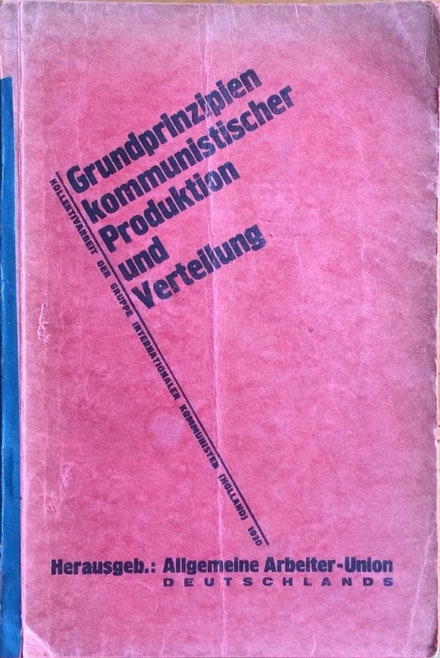 Grundprinzipien
kommunistischer
Produktion
und
Verteilung
KOLLEKTIVARBEIT DER GRUPPE INTERNATIONALER KOMMUNISTEN (HOLLAND) 1930
Herausgeb.: Allgemeine Arbeiter-Union
DEUTSCHLANDS